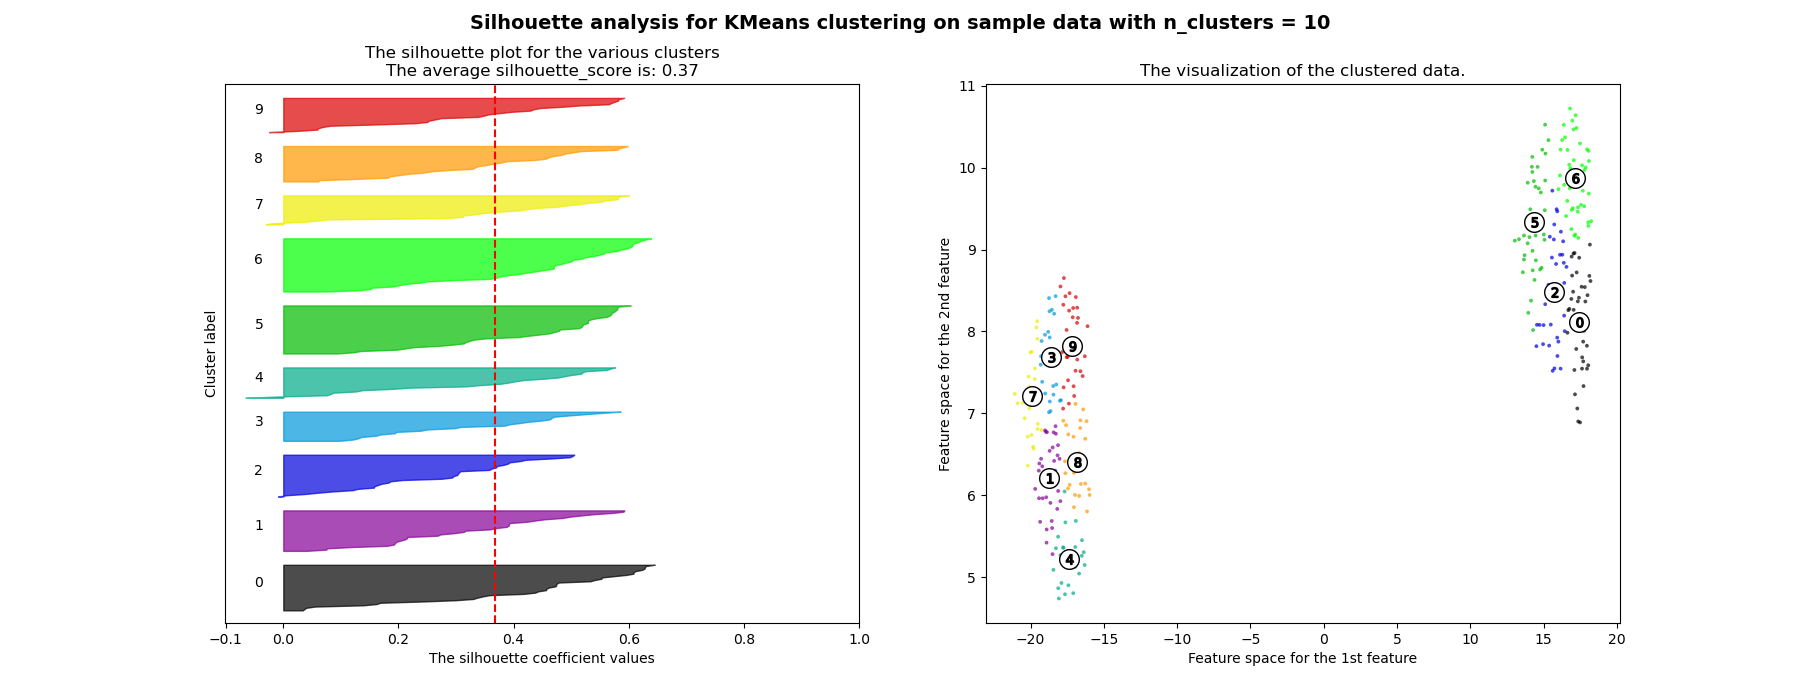 Silhouette analysis for KMeans clustering on sample data with n_clusters = 10
The silhouette plot for the various clusters
The average silhouette_score is: 0.37
Cluster label
9
8
7
6
5
4
3
2
1
0
−0.1 0.0 0.2 0.4 0.6 0.8 1.0
The silhouette coefficient values
The visualization of the clustered data.
Feature space for the 2nd feature
11
10
9
8
7
6
5
6
5
2
0
9
3
7
8
1
4
−20 −15 −10 −5 0 5 10 15 20
Feature space for the 1st feature